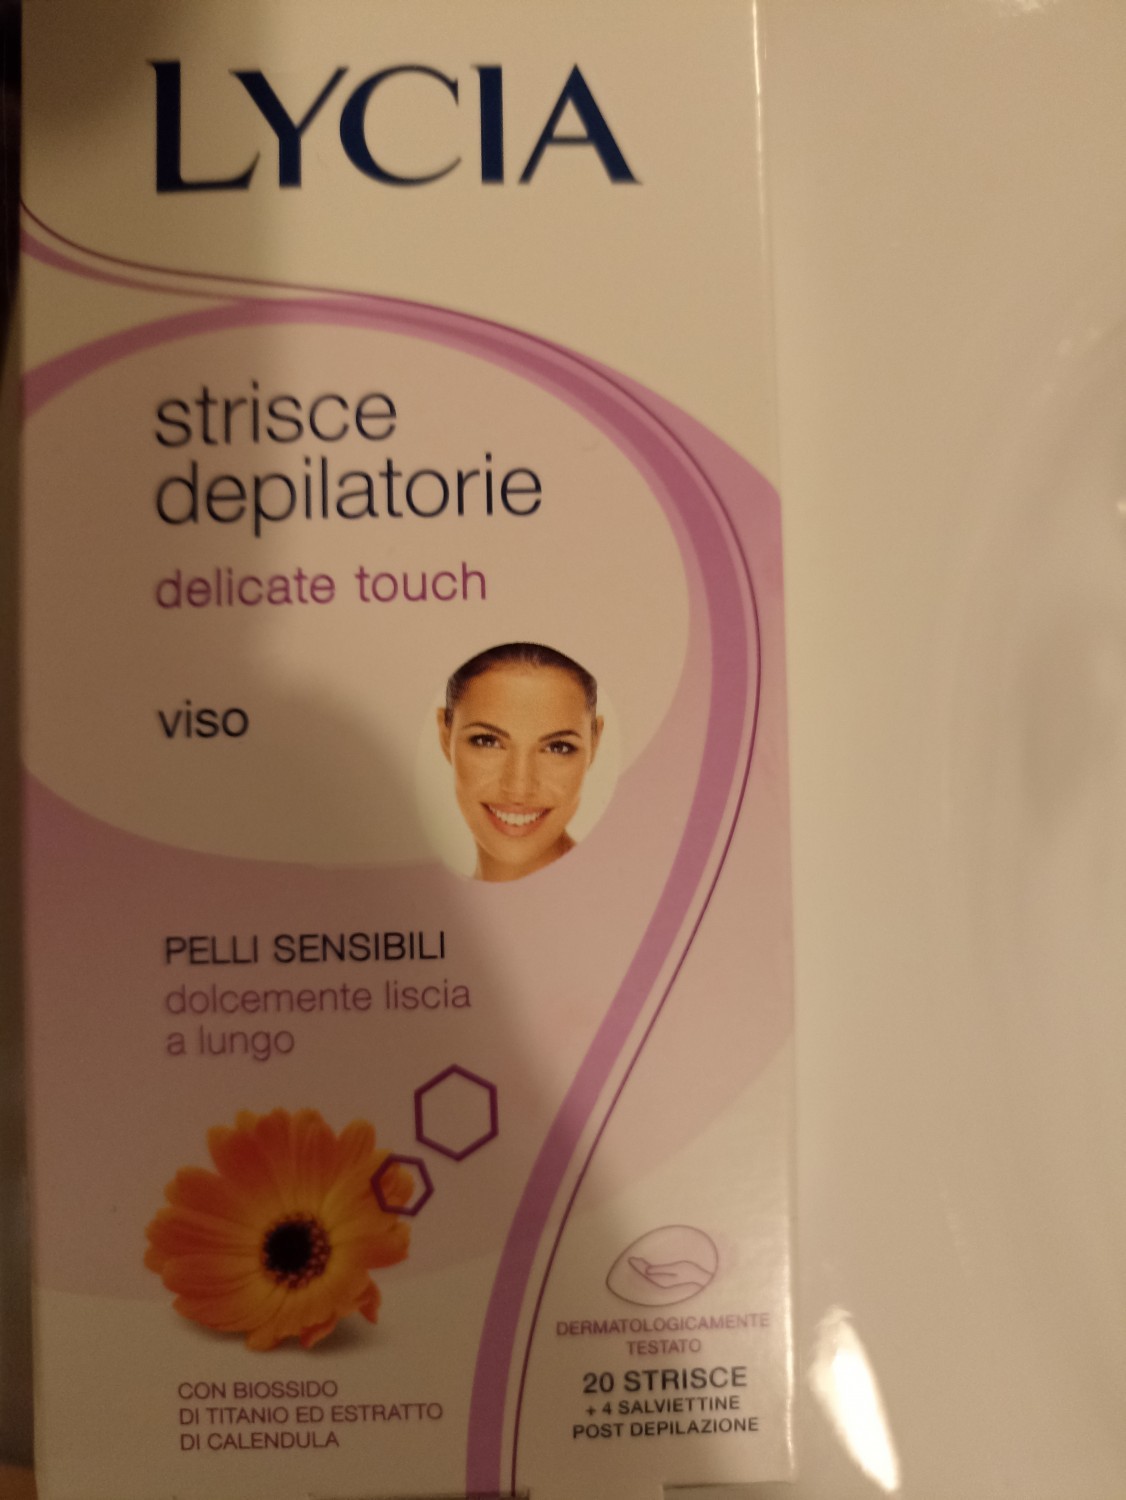 LYCIA
strisce
depilatorie
delicate touch
viso
PELLI SENSIBILI
dolcemente liscia
a lungo
CON BIOSSIDO
DI TITANIO ED ESTRATTO
DI CALENDULA
DERMATOLOGICAMENTE
TESTATO
20 STRISCE
+ 4 SALVIETTINE
POST DEPILAZIONE